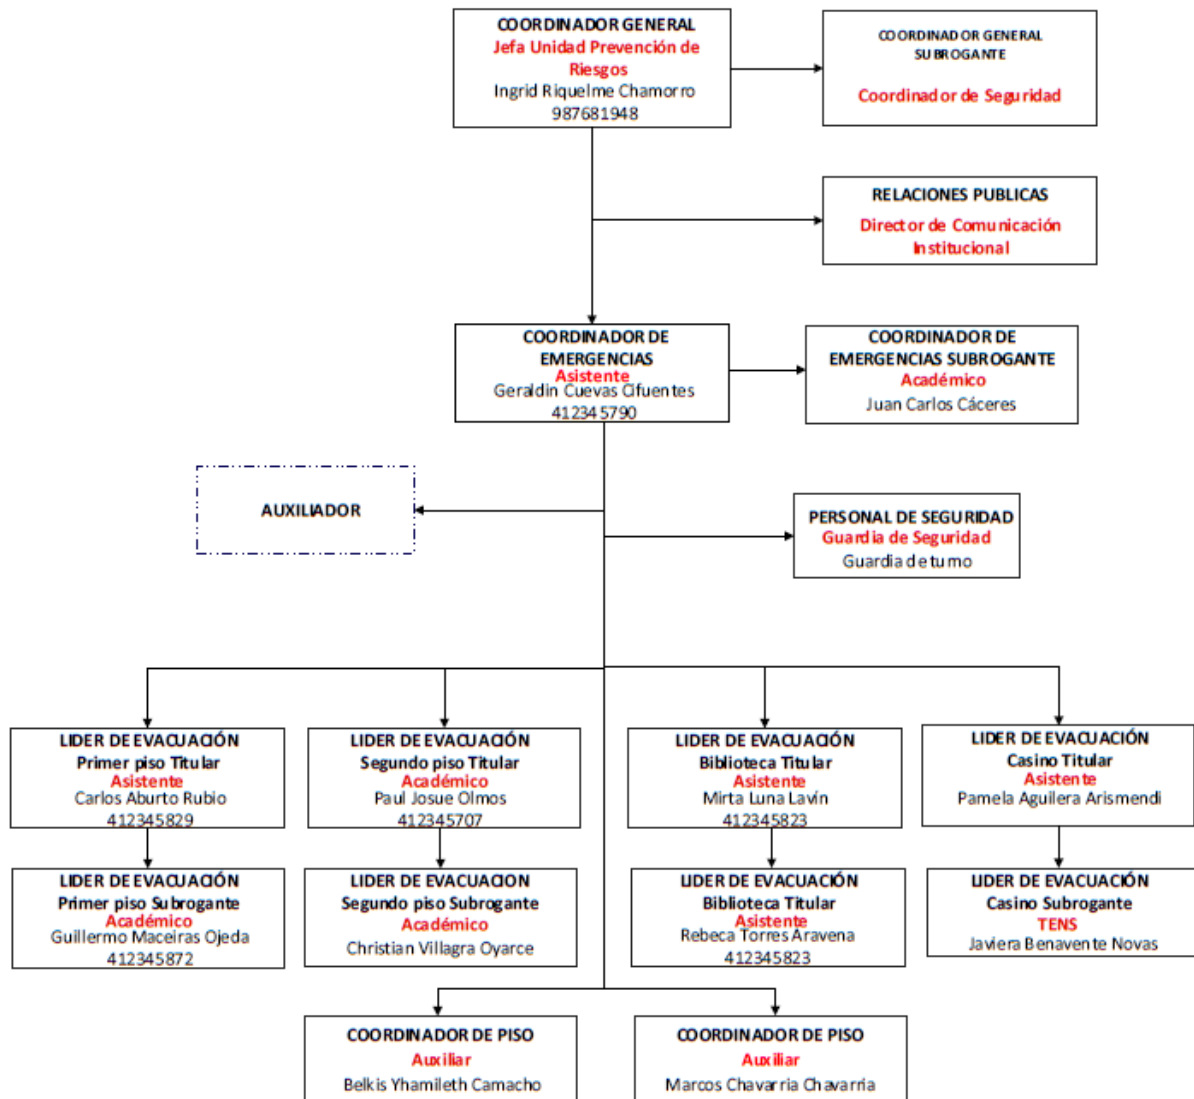 COORDINADOR GENERAL
Jefa Unidad Prevención de
Riesgos
Ingrid Riquelme Chamorro
987681948
COORDINADOR GENERAL
SUBROGANTE
Coordinador de Seguridad
RELACIONES PUBLICAS
Director de Comunicación
Institucional
COORDINADOR DE
EMERGENCIAS
Asistente
Geraldin Cuevas Cifuentes
412345790
COORDINADOR DE
EMERGENCIAS SUBROGANTE
Académico
Juan Carlos Cáceres
AUXILIADOR
PERSONAL DE SEGURIDAD
Guardia de Seguridad
Guardia de turno
LIDER DE EVACUACIÓN
Primer piso Titular
Asistente
Carlos Aburto Rubio
412345829
LIDER DE EVACUACIÓN
Segundo piso Titular
Académico
Paul Josue Olmos
412345707
LIDER DE EVACUACIÓN
Biblioteca Titular
Asistente
Mirta Luna Lavín
412345823
LIDER DE EVACUACIÓN
Casino Titular
Asistente
Pamela Aguilera Arismendi
LIDER DE EVACUACIÓN
Primer piso Subrogante
Académico
Guillermo Maceiras Ojeda
412345872
LIDER DE EVACUACION
Segundo piso Subrogante
Académico
Christian Villagra Oyarce
LIDER DE EVACUACIÓN
Biblioteca Titular
Asistente
Rebeca Torres Aravena
412345823
LIDER DE EVACUACIÓN
Casino Subrogante
TENS
Javiera Benavente Novas
COORDINADOR DE PISO
Auxiliar
Belkis Yhamileth Camacho
COORDINADOR DE PISO
Auxiliar
Marcos Chavarria Chavarria